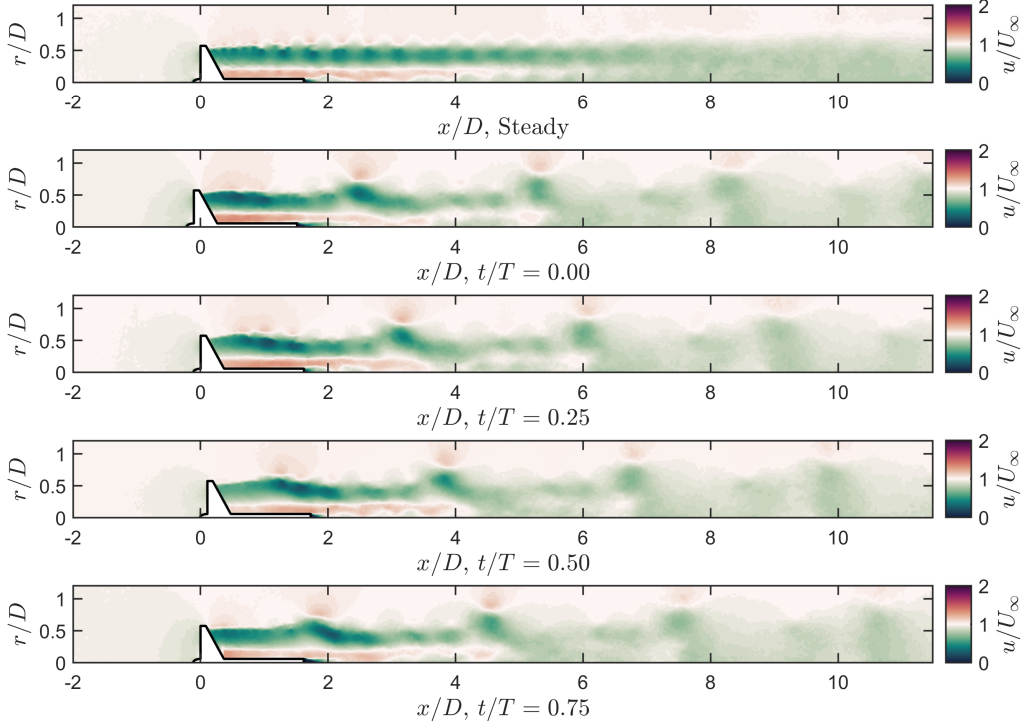 r/D
1
0.5
0
-2 0 2 4 6 8 10
x/D, Steady
2
1
0
u/U∞
r/D
1
0.5
0
-2 0 2 4 6 8 10
x/D, t/T = 0.00
2
1
0
u/U∞
r/D
1
0.5
0
-2 0 2 4 6 8 10
x/D, t/T = 0.25
2
1
0
u/U∞
r/D
1
0.5
0
-2 0 2 4 6 8 10
x/D, t/T = 0.50
2
1
0
u/U∞
r/D
1
0.5
0
-2 0 2 4 6 8 10
x/D, t/T = 0.75
2
1
0
u/U∞